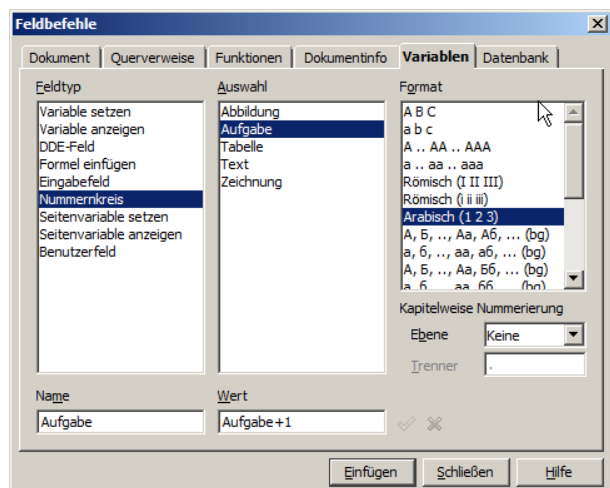 Feldbefehle
Dokument Querverweise Funktionen Dokumentinfo Variablen Datenbank
Feldtyp
Variable setzen
Variable anzeigen
DDE-Feld
Formel einfügen
Eingabefeld
Nummernkreis
Seitenvariable setzen
Seitenvariable anzeigen
Benutzerfeld
Auswahl
Abbildung
Aufgabe
Tabelle
Text
Zeichnung
Format
A B C
a b c
A .. AA .. AAA
a .. aa .. aaa
Römisch (I II III)
Römisch (i ii iii)
Arabisch (1 2 3)
А, Б, .., Аа, Аб, ... (bg)
а, б, .., аа, аб, ... (bg)
А, Б, .., Аа, Бб, ... (bg)
а, б, .., аа, бб, ... (bg)
Kapitelweise Nummerierung
Ebene Keine
Trenner .
Name
Aufgabe
Wert
Aufgabe+1
Einfügen Schließen Hilfe